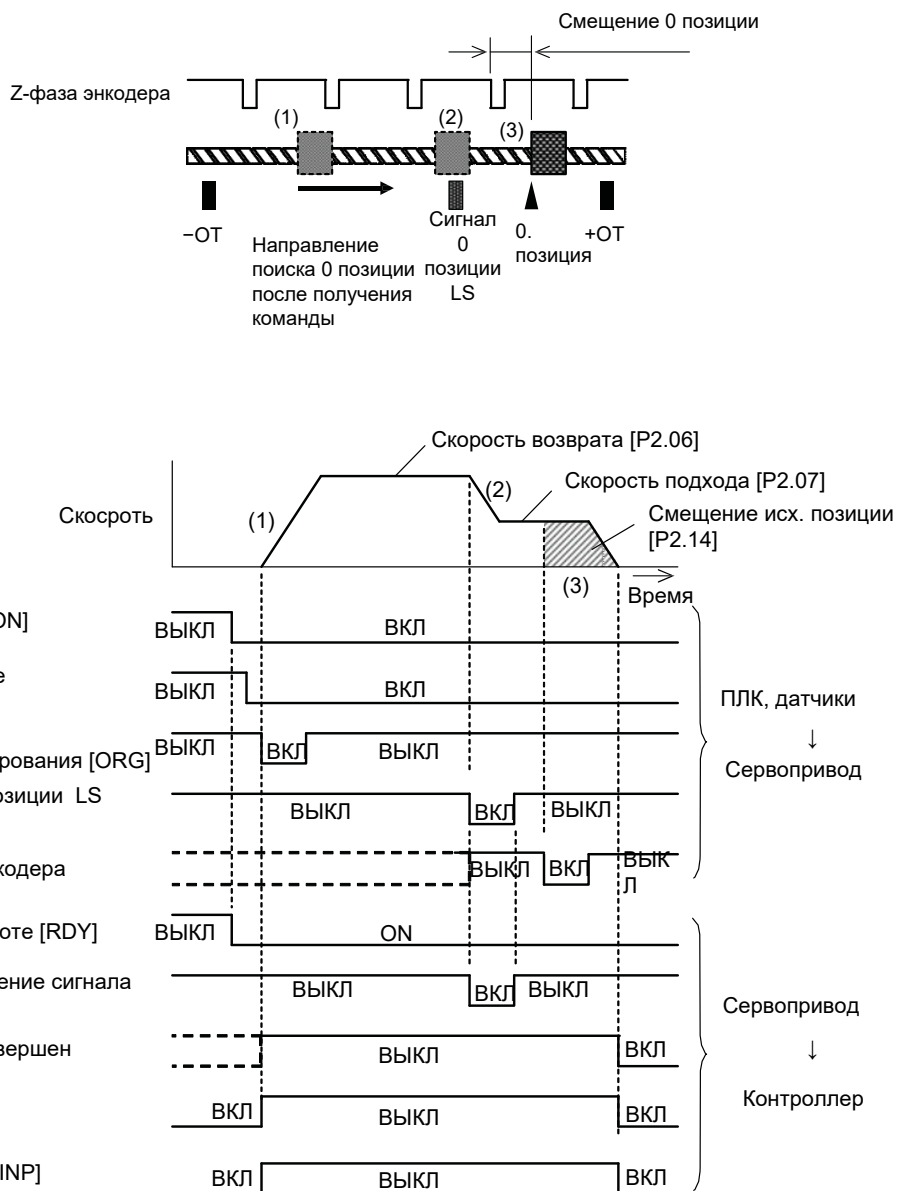 Смещение 0 позиции
Z-фаза энкодера
(1)
(2)
(3)
−OT
Направление
поиска 0 позиции
после получения
команды
Сигнал
0
позиции
LS
0.
позиция
+OT
Скорость возврата [P2.06]
(2)
Скорость подхода [P2.07]
Скосроть
(1)
Смещение исх. позиции
[P2.14]
(3)
Время
ON]
ВЫКЛ
ВКЛ
е
ВЫКЛ
ВКЛ
рования [ORG]
ВЫКЛ
ВКЛ
ВЫКЛ
озиции LS
ВЫКЛ
ВКЛ
ВЫКЛ
кодера
ВЫКЛ
ВКЛ
ВЫК
Л
ПЛК, датчики
↓
Сервопривод
оте [RDY]
ВЫКЛ
ON
ение сигнала
ВЫКЛ
ВКЛ
ВЫКЛ
вершен
ВЫКЛ
ВКЛ
ВКЛ
ВЫКЛ
ВКЛ
INP]
ВКЛ
ВЫКЛ
ВКЛ
Сервопривод
↓
Контроллер